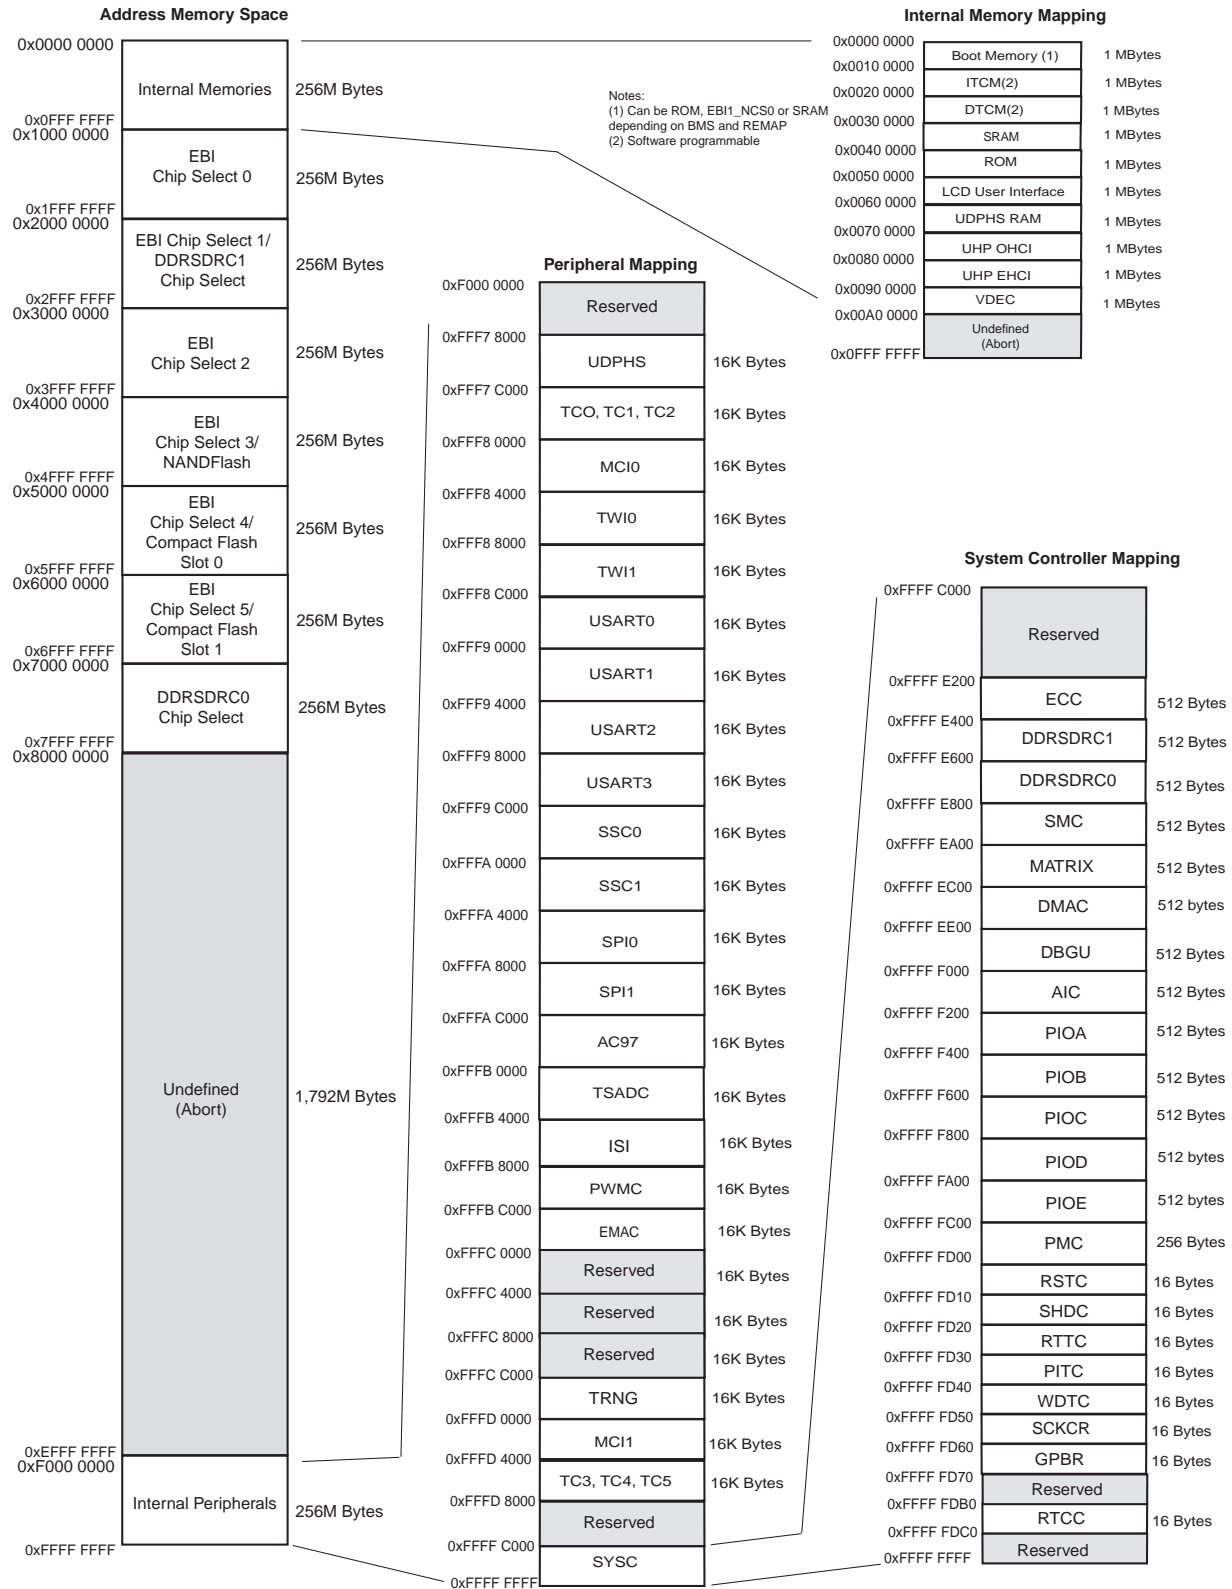 Address Memory Space
0x0000 0000
Internal Memories
256M Bytes
0x0FFF FFFF
0x1000 0000
EBI
Chip Select 0
256M Bytes
0x1FFF FFFF
0x2000 0000
EBI Chip Select 1/
DDRSDRC1
Chip Select
256M Bytes
0x2FFF FFFF
0x3000 0000
EBI
Chip Select 2
256M Bytes
0x3FFF FFFF
0x4000 0000
EBI
Chip Select 3/
NANDFlash
256M Bytes
0x4FFF FFFF
0x5000 0000
EBI
Chip Select 4/
Compact Flash
Slot 0
256M Bytes
0x5FFF FFFF
0x6000 0000
EBI
Chip Select 5/
Compact Flash
Slot 1
256M Bytes
0x6FFF FFFF
0x7000 0000
DDRSDRC0
Chip Select
256M Bytes
0x7FFF FFFF
0x8000 0000
Undefined
(Abort)
1,792M Bytes
0xEFFF FFFF
0xF000 0000
Internal Peripherals
256M Bytes
0xFFFF FFFF
Notes:
(1) Can be ROM, EBI1_NCS0 or SRAM
depending on BMS and REMAP
(2) Software programmable
Internal Memory Mapping
0x0000 0000
Boot Memory (1)
1 MBytes
0x0010 0000
ITCM(2)
1 MBytes
0x0020 0000
DTCM(2)
1 MBytes
0x0030 0000
SRAM
1 MBytes
0x0040 0000
ROM
1 MBytes
0x0050 0000
LCD User Interface
1 MBytes
0x0060 0000
UDPHS RAM
1 MBytes
0x0070 0000
UHP OHCI
1 MBytes
0x0080 0000
UHP EHCI
1 MBytes
0x0090 0000
VDEC
1 MBytes
0x00A0 0000
Undefined
(Abort)
0x0FFF FFFF
Peripheral Mapping
0xF000 0000
Reserved
0xFFF7 8000
UDPHS
16K Bytes
0xFFF7 C000
TCO, TC1, TC2
16K Bytes
0xFFF8 0000
MCI0
16K Bytes
0xFFF8 4000
TWI0
16K Bytes
0xFFF8 8000
TWI1
16K Bytes
0xFFF8 C000
USART0
16K Bytes
0xFFF9 0000
USART1
16K Bytes
0xFFF9 4000
USART2
16K Bytes
0xFFF9 8000
USART3
16K Bytes
0xFFF9 C000
SSC0
16K Bytes
0xFFFA 0000
SSC1
16K Bytes
0xFFFA 4000
SPI0
16K Bytes
0xFFFA 8000
SPI1
16K Bytes
0xFFFA C000
AC97
16K Bytes
0xFFFB 0000
TSADC
16K Bytes
0xFFFB 4000
ISI
16K Bytes
0xFFFB 8000
PWMC
16K Bytes
0xFFFB C000
EMAC
16K Bytes
0xFFFC 0000
Reserved
16K Bytes
0xFFFC 4000
Reserved
16K Bytes
0xFFFC 8000
Reserved
16K Bytes
0xFFFC C000
TRNG
16K Bytes
0xFFFD 0000
MCI1
16K Bytes
0xFFFD 4000
TC3, TC4, TC5
16K Bytes
0xFFFD 8000
Reserved
0xFFFF C000
SYSC
0xFFFF FFFF
System Controller Mapping
0xFFFF C000
Reserved
0xFFFF E200
ECC
512 Bytes
0xFFFF E400
DDRSDRC1
512 Bytes
0xFFFF E600
DDRSDRC0
512 Bytes
0xFFFF E800
SMC
512 Bytes
0xFFFF EA00
MATRIX
512 Bytes
0xFFFF EC00
DMAC
512 bytes
0xFFFF EE00
DBGU
512 Bytes
0xFFFF F000
AIC
512 Bytes
0xFFFF F200
PIOA
512 Bytes
0xFFFF F400
PIOB
512 Bytes
0xFFFF F600
PIOC
512 Bytes
0xFFFF F800
PIOD
512 bytes
0xFFFF FA00
PIOE
512 bytes
0xFFFF FC00
PMC
256 Bytes
0xFFFF FD00
RSTC
16 Bytes
0xFFFF FD10
SHDC
16 Bytes
0xFFFF FD20
RTTC
16 Bytes
0xFFFF FD30
PITC
16 Bytes
0xFFFF FD40
WDTC
16 Bytes
0xFFFF FD50
SCKCR
16 Bytes
0xFFFF FD60
GPBR
16 Bytes
0xFFFF FD70
Reserved
0xFFFF FDB0
RTCC
16 Bytes
0xFFFF FDC0
Reserved
0xFFFF FFFF